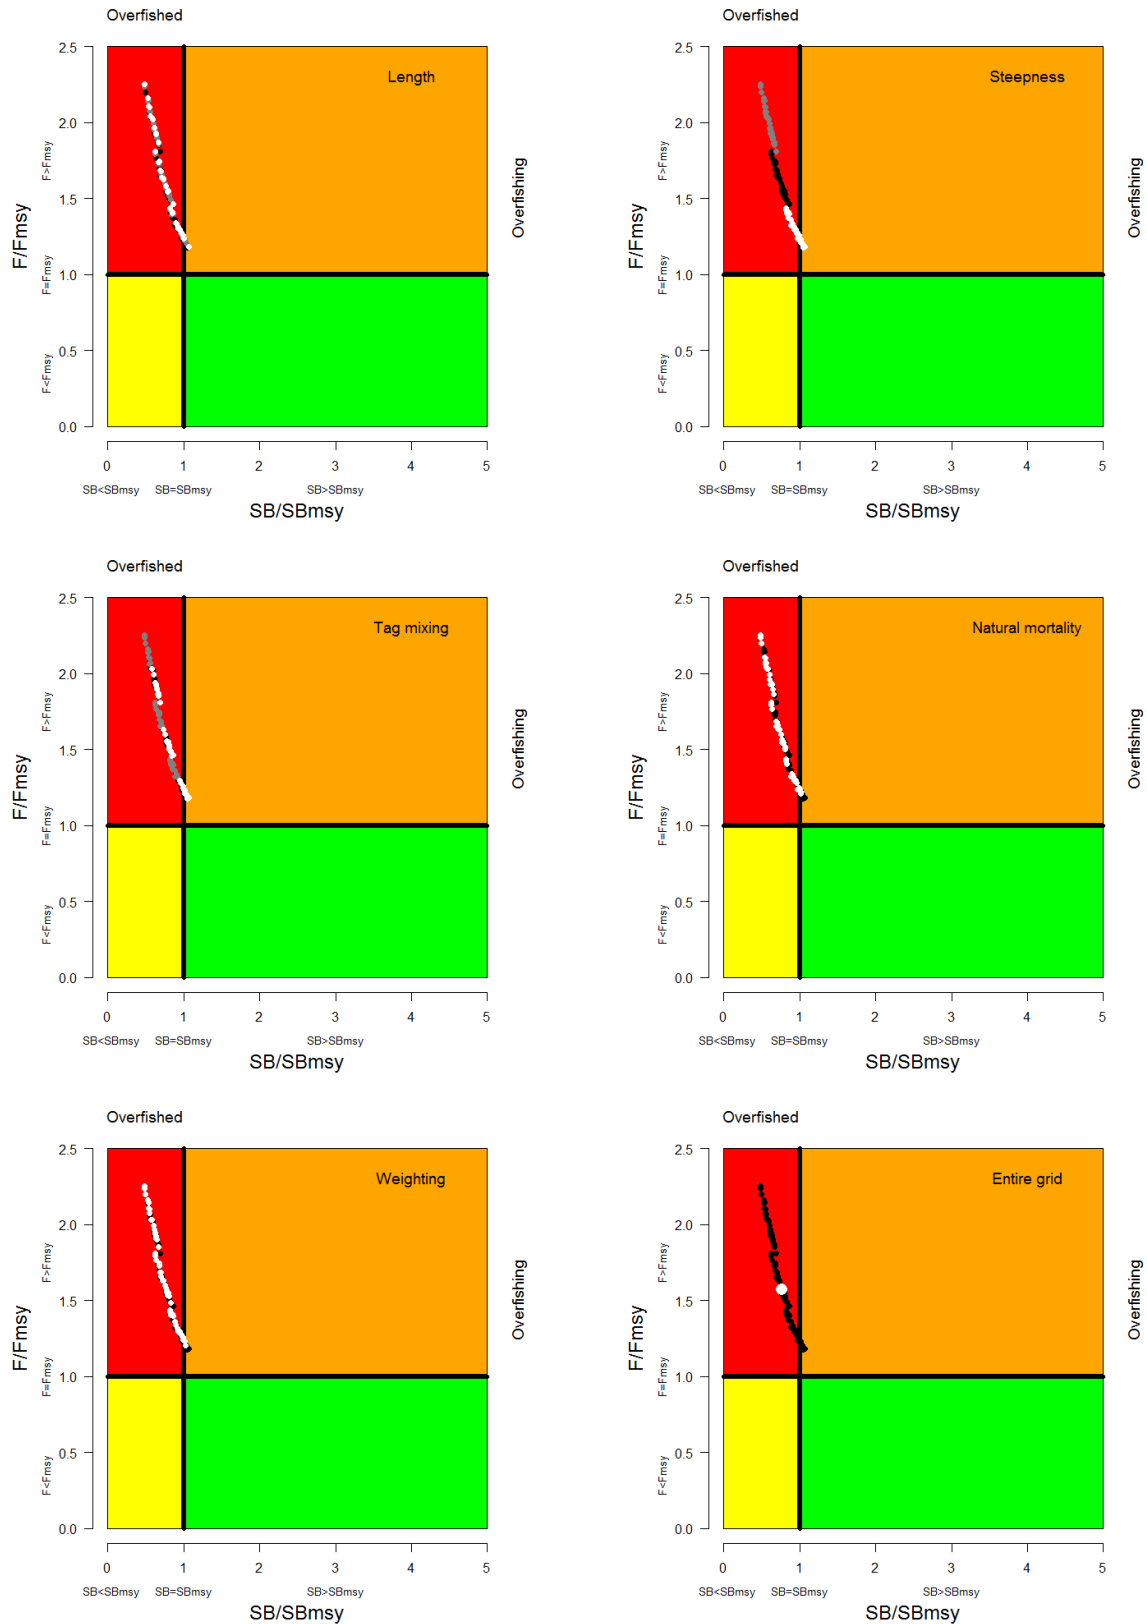 Overfished
2.5
2.0
1.5
1.0
0.5
0.0
F/Fmsy
F>Fmsy
F=Fmsy
F<Fmsy
Length
Overfishing
0 1 2 3 4 5
SB<SBmsy SB=SBmsy SB>SBmsy
SB/SBmsy
Overfished
2.5
2.0
1.5
1.0
0.5
0.0
F/Fmsy
F>Fmsy
F=Fmsy
F<Fmsy
Steepness
Overfishing
0 1 2 3 4 5
SB<SBmsy SB=SBmsy SB>SBmsy
SB/SBmsy
Overfished
2.5
2.0
1.5
1.0
0.5
0.0
F/Fmsy
F>Fmsy
F=Fmsy
F<Fmsy
Tag mixing
Overfishing
0 1 2 3 4 5
SB<SBmsy SB=SBmsy SB>SBmsy
SB/SBmsy
Overfished
2.5
2.0
1.5
1.0
0.5
0.0
F/Fmsy
F>Fmsy
F=Fmsy
F<Fmsy
Natural mortality
Overfishing
0 1 2 3 4 5
SB<SBmsy SB=SBmsy SB>SBmsy
SB/SBmsy
Overfished
2.5
2.0
1.5
1.0
0.5
0.0
F/Fmsy
F>Fmsy
F=Fmsy
F<Fmsy
Weighting
Overfishing
0 1 2 3 4 5
SB<SBmsy SB=SBmsy SB>SBmsy
SB/SBmsy
Overfished
2.5
2.0
1.5
1.0
0.5
0.0
F/Fmsy
F>Fmsy
F=Fmsy
F<Fmsy
Entire grid
Overfishing
0 1 2 3 4 5
SB<SBmsy SB=SBmsy SB>SBmsy
SB/SBmsy